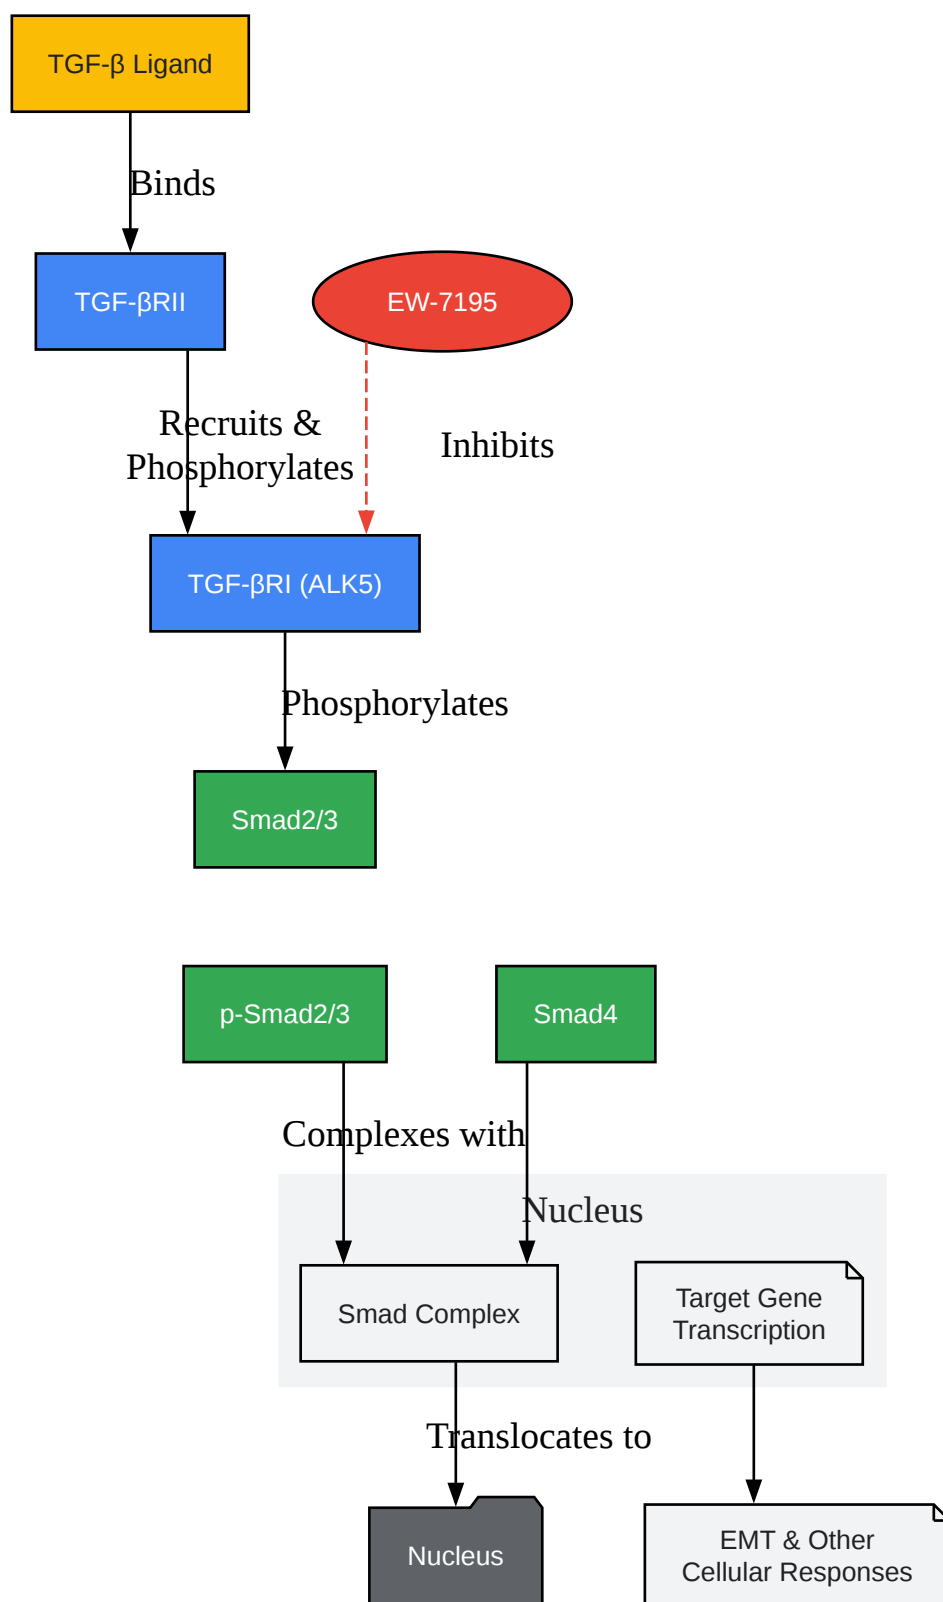 TGF-β Ligand
Binds
TGF-βRII
EW-7195
Recruits &
Phosphorylates
Inhibits
TGF-βRI (ALK5)
Phosphorylates
Smad2/3
p-Smad2/3
Smad4
Complexes with
Nucleus
Smad Complex
Target Gene
Transcription
Translocates to
Nucleus
EMT & Other
Cellular Responses